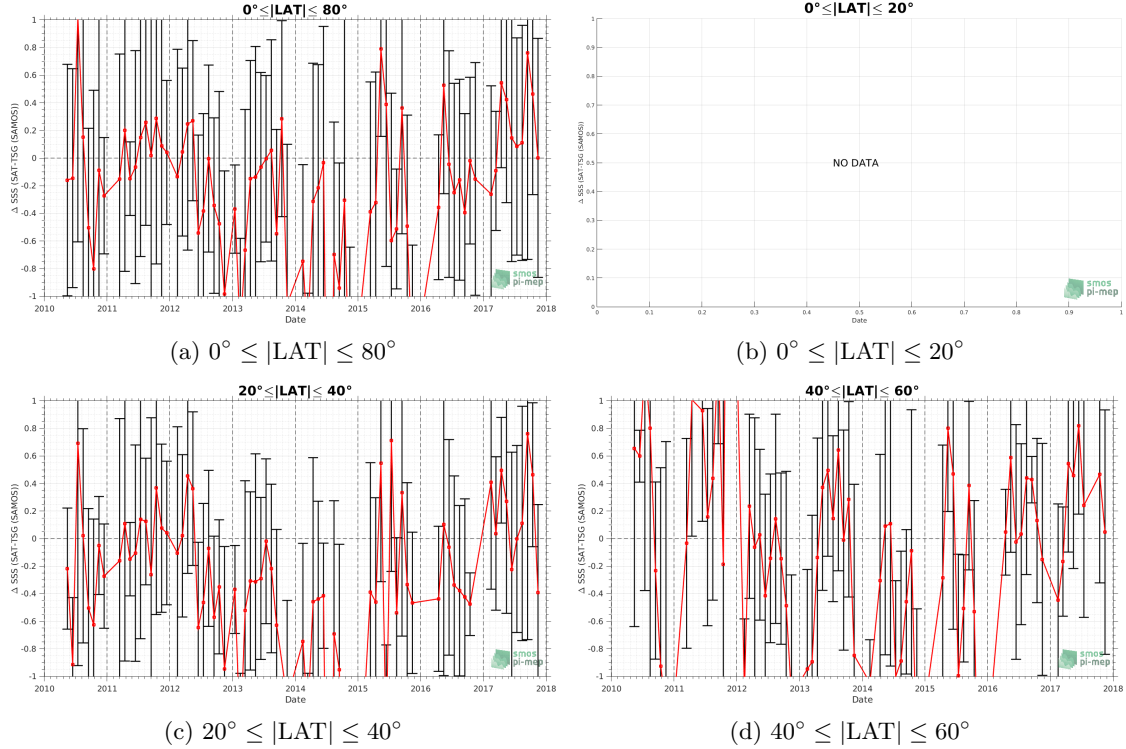 0°≤|LAT|≤ 80°
Δ SSS (SAT-TSG (SAMOS))
1
0.8
0.6
0.4
0.2
0
-0.2
-0.4
-0.6
-0.8
-1
2010 2011 2012 2013 2014 2015 2016 2017 2018
Date
smos
pi-mep
(a) 0° ≤ |LAT| ≤ 80°
0°≤|LAT|≤ 20°
Δ SSS (SAT-TSG (SAMOS))
1
0.9
0.8
0.7
0.6
0.5
0.4
0.3
0.2
0.1
0
NO DATA
0 0.1 0.2 0.3 0.4 0.5 0.6 0.7 0.8 0.9 1
Date
smos
pi-mep
(b) 0° ≤ |LAT| ≤ 20°
20°≤|LAT|≤ 40°
Δ SSS (SAT-TSG (SAMOS))
1
0.8
0.6
0.4
0.2
0
-0.2
-0.4
-0.6
-0.8
-1
2010 2011 2012 2013 2014 2015 2016 2017 2018
Date
smos
pi-mep
(c) 20° ≤ |LAT| ≤ 40°
40°≤|LAT|≤ 60°
Δ SSS (SAT-TSG (SAMOS))
1
0.8
0.6
0.4
0.2
0
-0.2
-0.4
-0.6
-0.8
-1
2010 2011 2012 2013 2014 2015 2016 2017 2018
Date
smos
pi-mep
(d) 40° ≤ |LAT| ≤ 60°